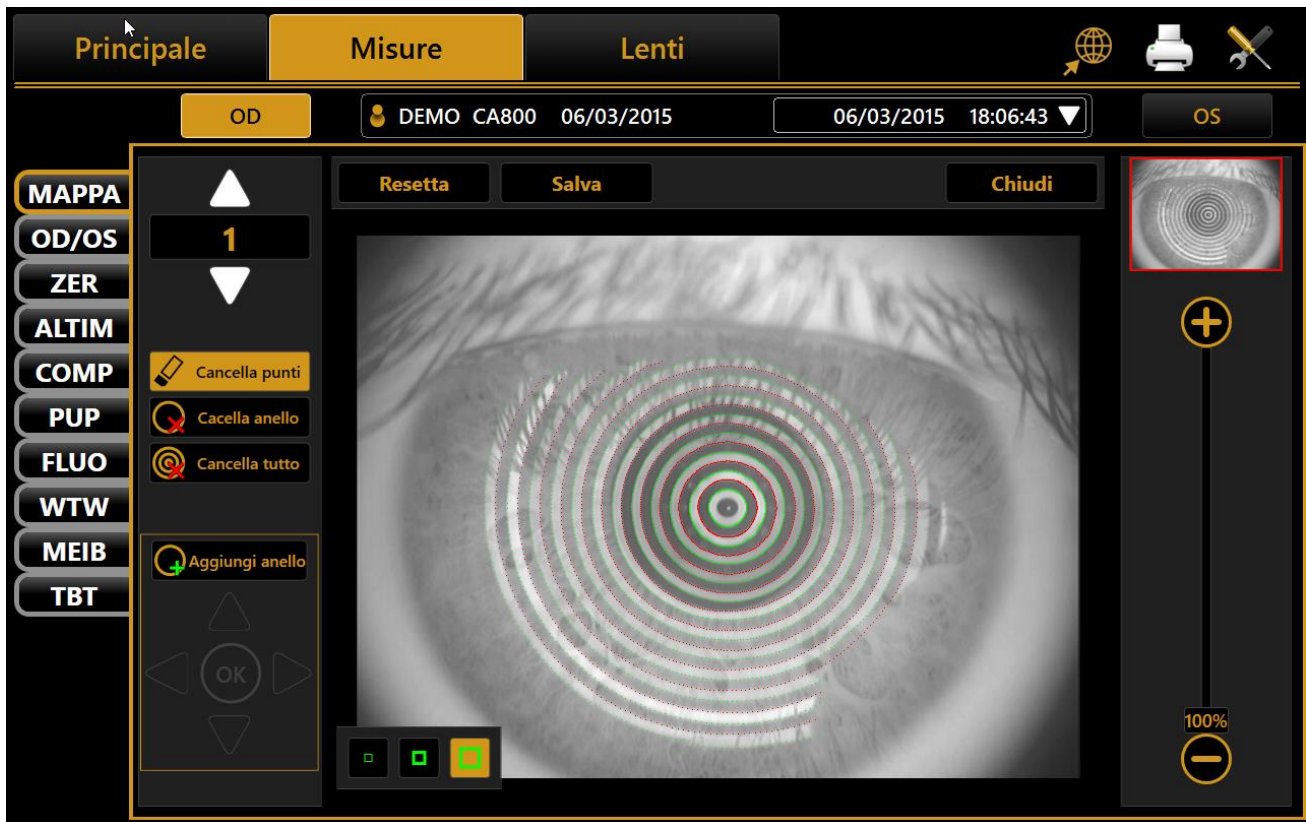 Principale Misure Lenti
OD DEMO CA800 06/03/2015 06/03/2015 18:06:43 OS
Resetta Salva Chiudi
MAPPA
OD/OS
ZER
ALTIM
COMP
PUP
FLUO
WTW
MEIB
TBT
1
Cancella punti
Cacella anello
Cancella tutto
Aggiungi anello
OK
100%